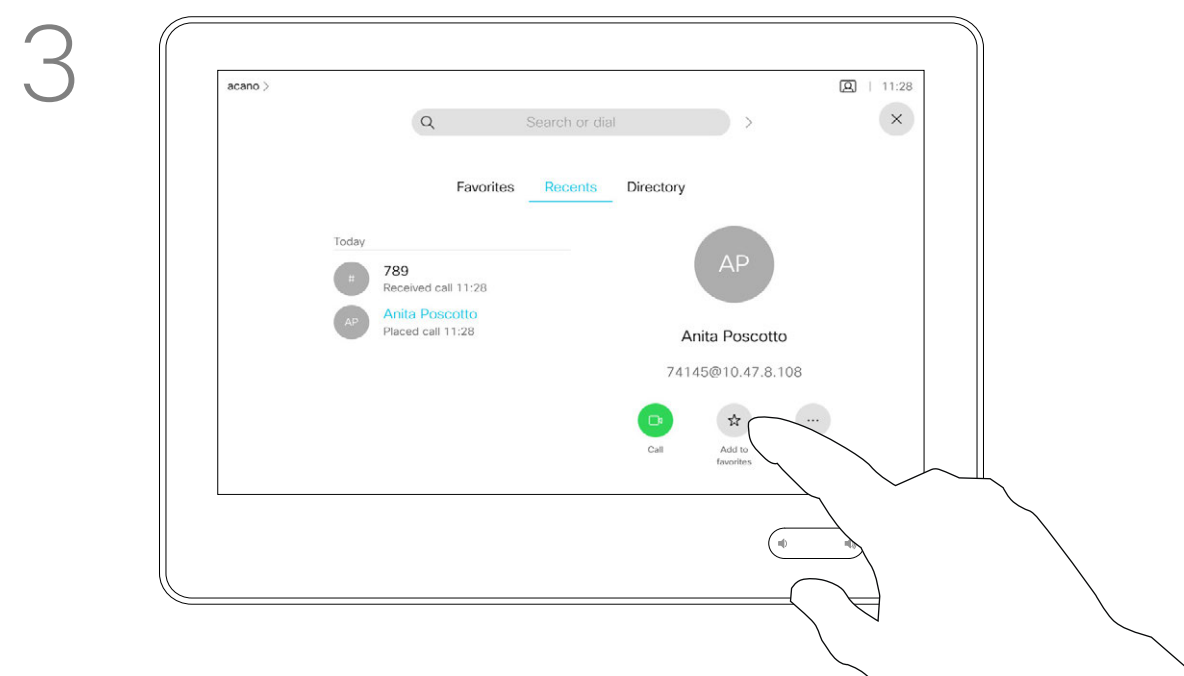 3
acano >
11:28
Search or dial
Favorites Recents Directory
Today
#
789
Received call 11:28
AP
Anita Poscotto
Placed call 11:28
AP
Anita Poscotto
74145@10.47.8.108
Call
Add to
favorites